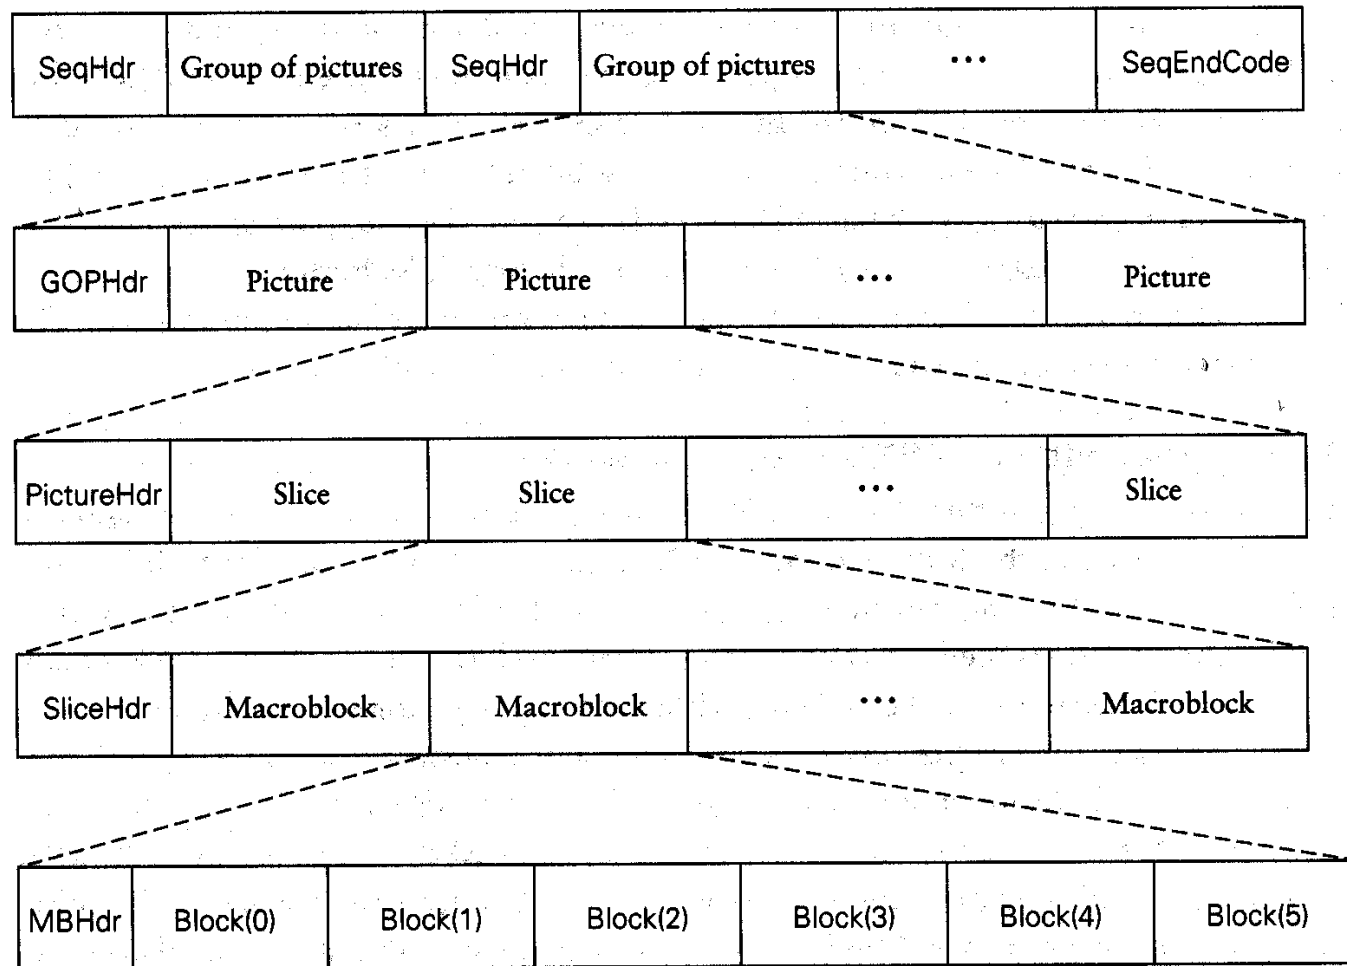 SeqHdr Group of pictures SeqHdr Group of pictures ••• SeqEndCode
GOPHdr Picture Picture ••• Picture
PictureHdr Slice Slice ••• Slice
SliceHdr Macroblock Macroblock ••• Macroblock
MBHdr Block(0) Block(1) Block(2) Block(3) Block(4) Block(5)